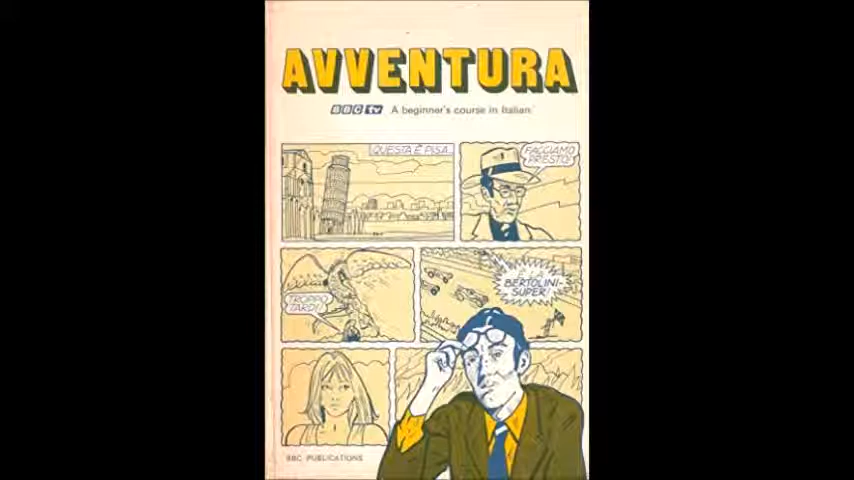 AVVENTURA
BBC tv A beginner's course in Italian
QUESTA È PISA
FACCIAMO
PRESTO!
TROPPO
TARDI!
È LA
BERTOLINI-
SUPER!
BBC PUBLICATIONS